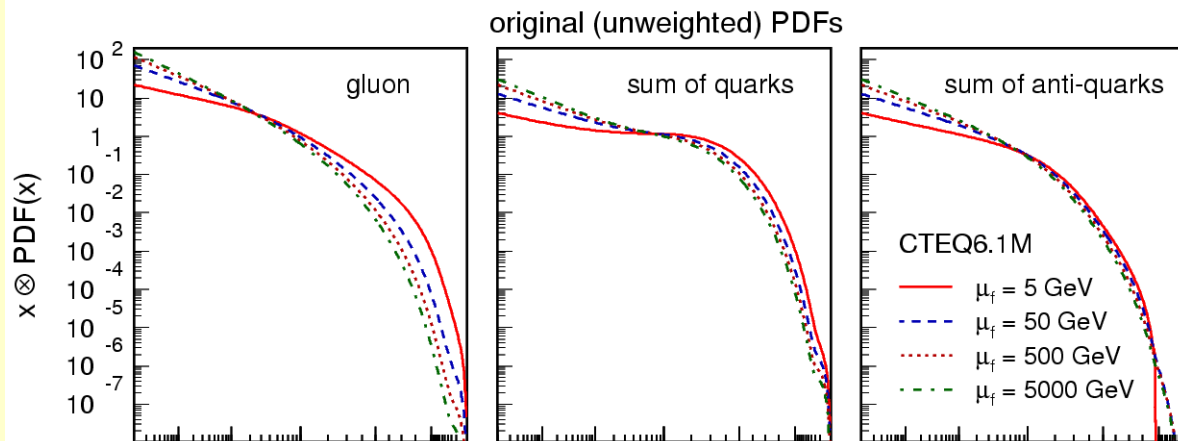 original (unweighted) PDFs
gluon
sum of quarks
sum of anti-quarks
x ⊗ PDF(x)
10 2
10
1
10 -1
10 -2
10 -3
10 -4
10 -5
10 -6
10 -7
10
CTEQ6.1M
μf = 5 GeV
μf = 50 GeV
μf = 500 GeV
μf = 5000 GeV